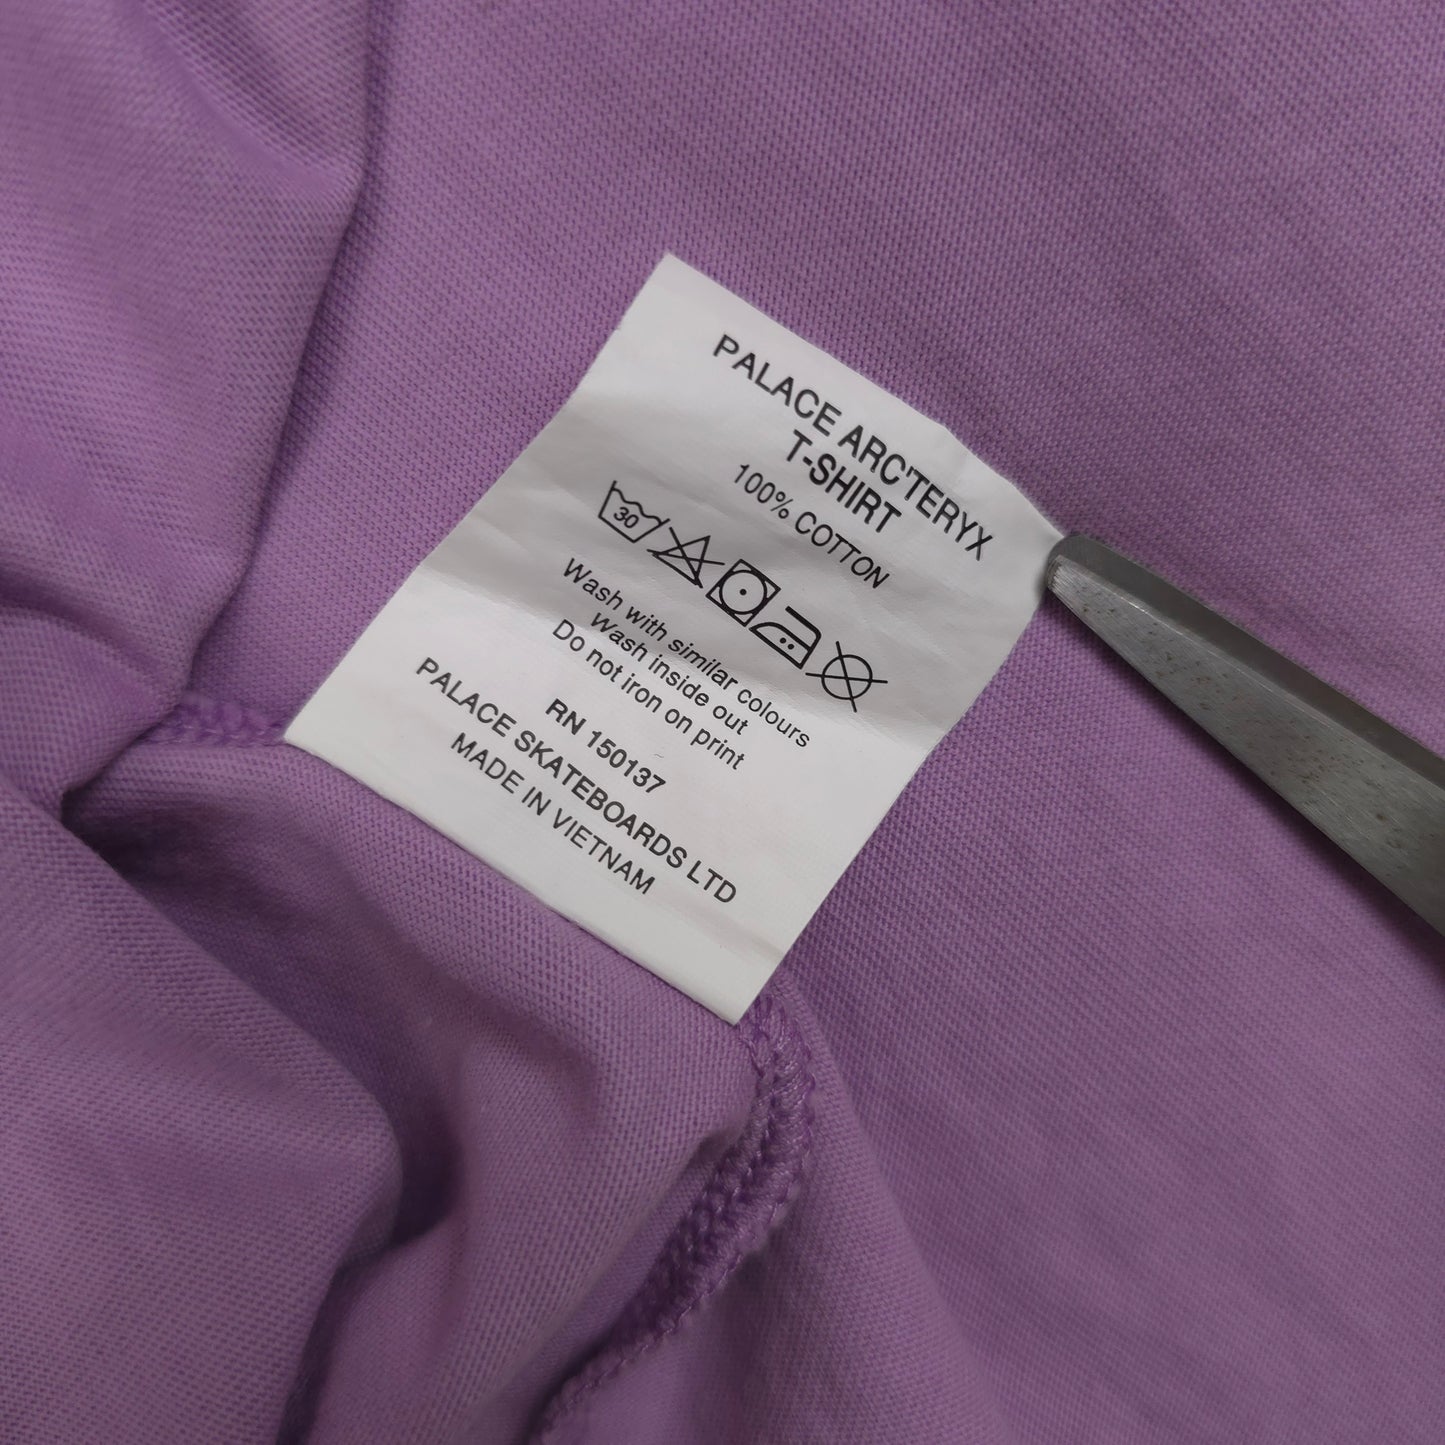 PALACE ARC'TERYX
T-SHIRT
100% COTTON
30
Wash with similar colours
Wash inside out
Do not iron on print
RN 150137
PALACE SKATEBOARDS LTD
MADE IN VIETNAM